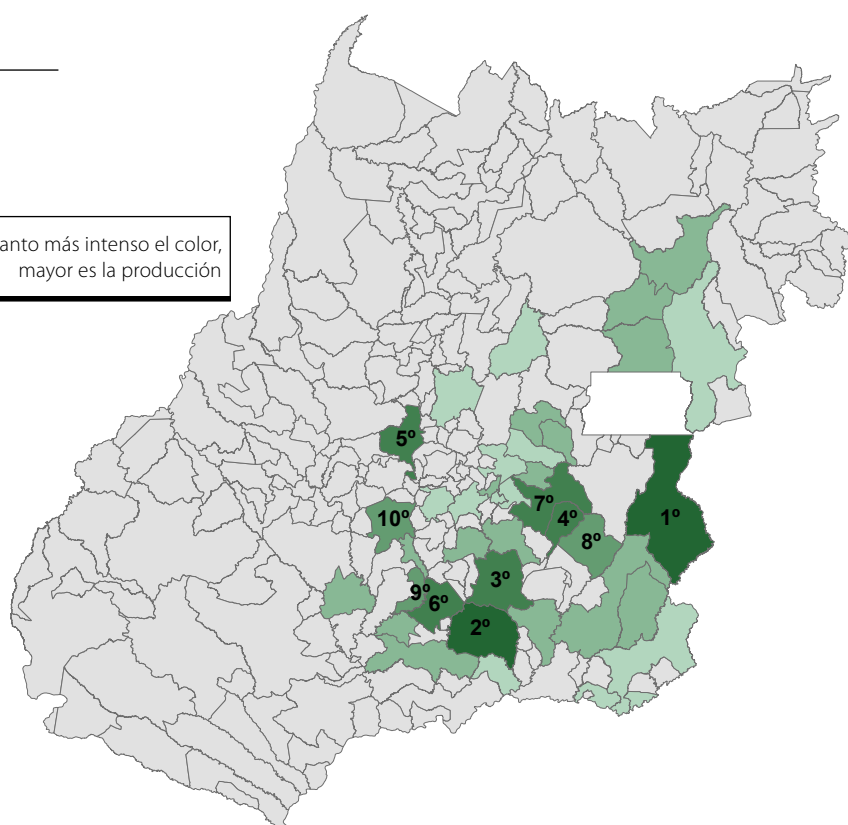 anto más intenso el color,
mayor es la producción
5º
7º
4º
1º
10º
8º
3º
9º
6º
2º